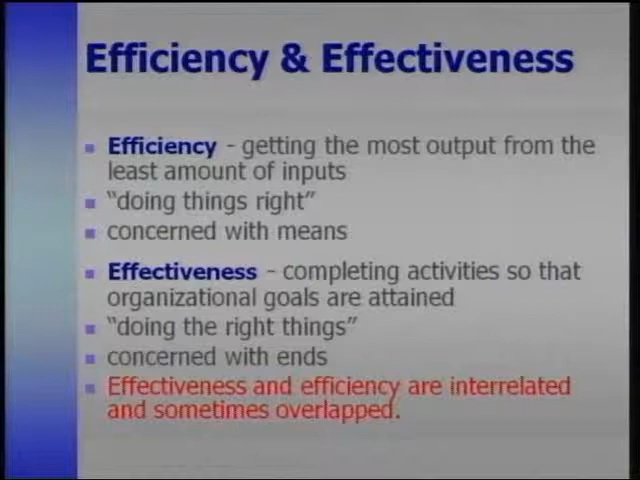 Efficiency & Effectiveness
Efficiency - getting the most output from the
least amount of inputs
"doing things right"
concerned with means
Effectiveness - completing activities so that
organizational goals are attained
"doing the right things"
concerned with ends
Effectiveness and efficiency are interrelated
and sometimes overlapped.